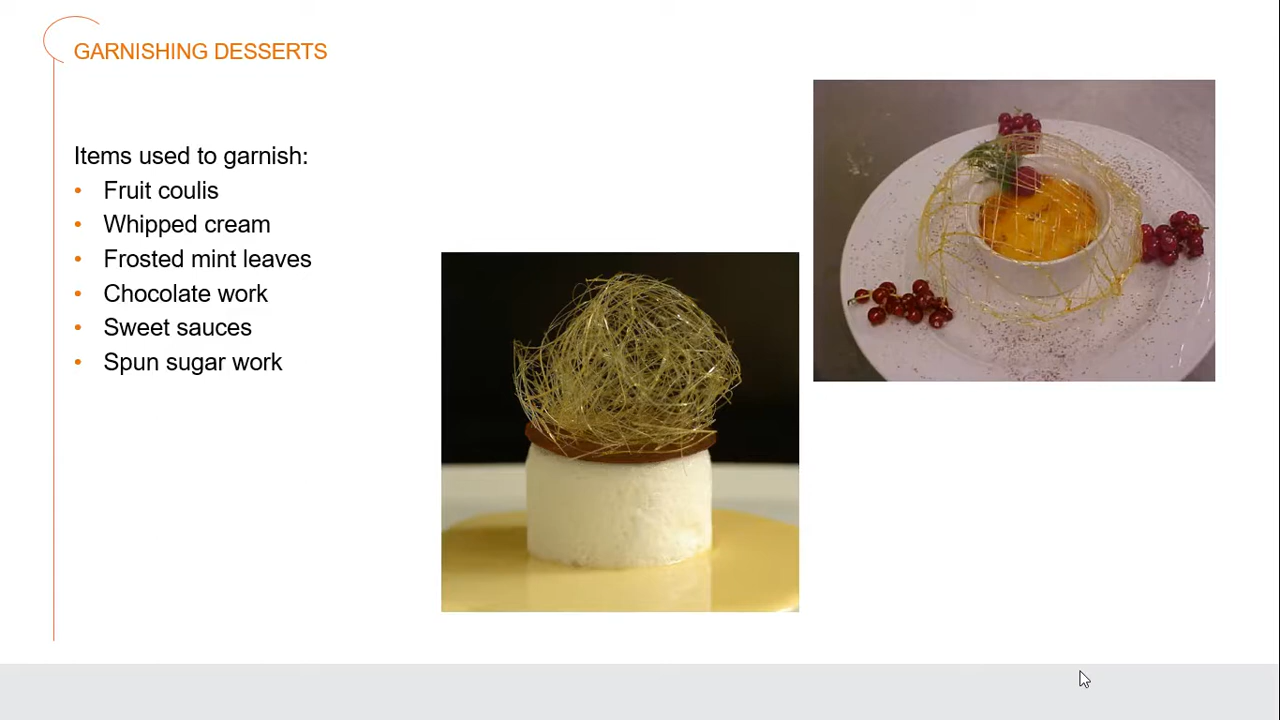 GARNISHING DESSERTS
Items used to garnish:
• Fruit coulis
• Whipped cream
• Frosted mint leaves
• Chocolate work
• Sweet sauces
• Spun sugar work